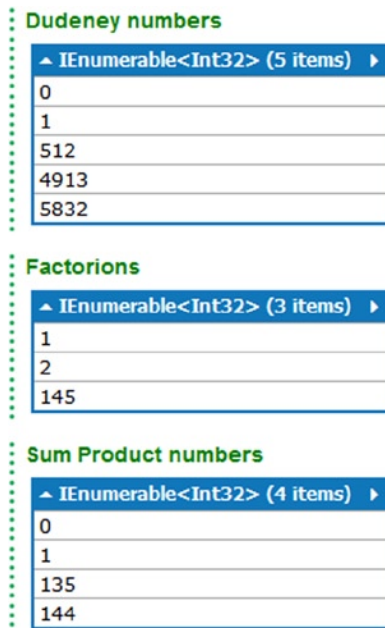 Dudeney numbers
IEnumerable<Int32> (5 items)
0
1
512
4913
5832
Factorions
IEnumerable<Int32> (3 items)
1
2
145
Sum Product numbers
IEnumerable<Int32> (4 items)
0
1
135
144